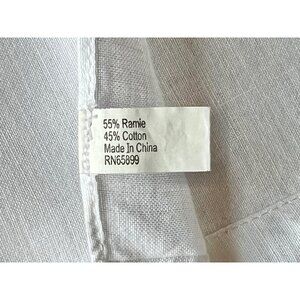 55% Ramie
45% Cotton
Made In China
RN65899